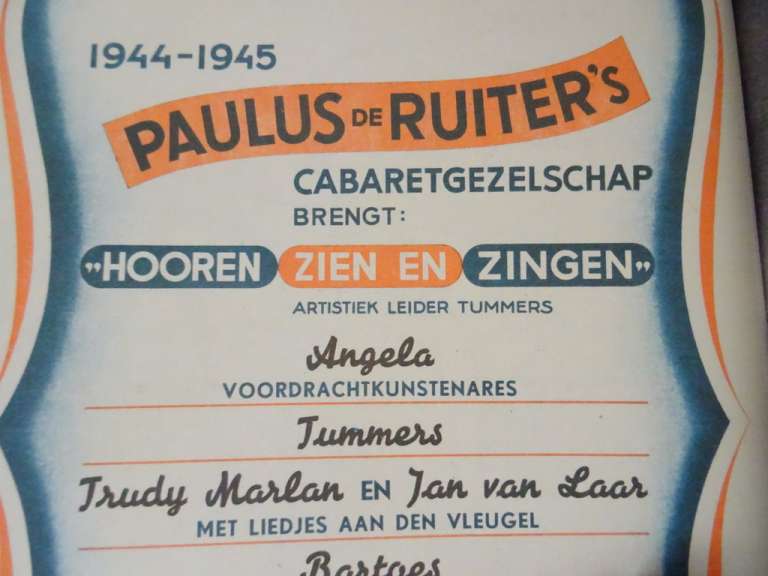 1944-1945
PAULUS DE RUITER'S
CABARETGEZELSCHAP
BRENGT:
„HOOREN ZIEN EN ZINGEN”
ARTISTIEK LEIDER TUMMERS
Angela
VOORDRACHTKUNSTENARES
Tummers
Trudy Marlan EN Jan van Laar
MET LIEDJES AAN DEN VLEUGEL